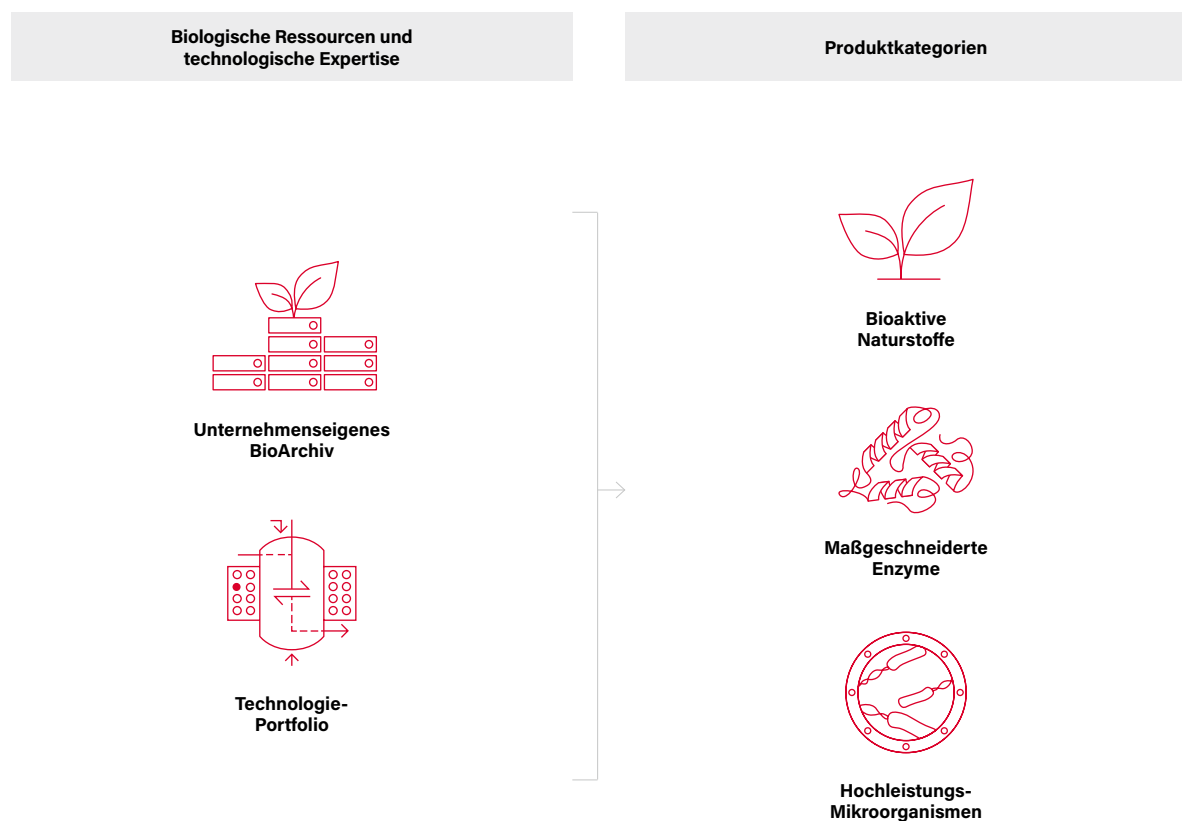 Biologische Ressourcen und
technologische Expertise
Produktkategorien
Unternehmenseigenes
BioArchiv
Technologie-
Portfolio
Bioaktive
Naturstoffe
Maßgeschneiderte
Enzyme
Hochleistungs-
Mikroorganismen